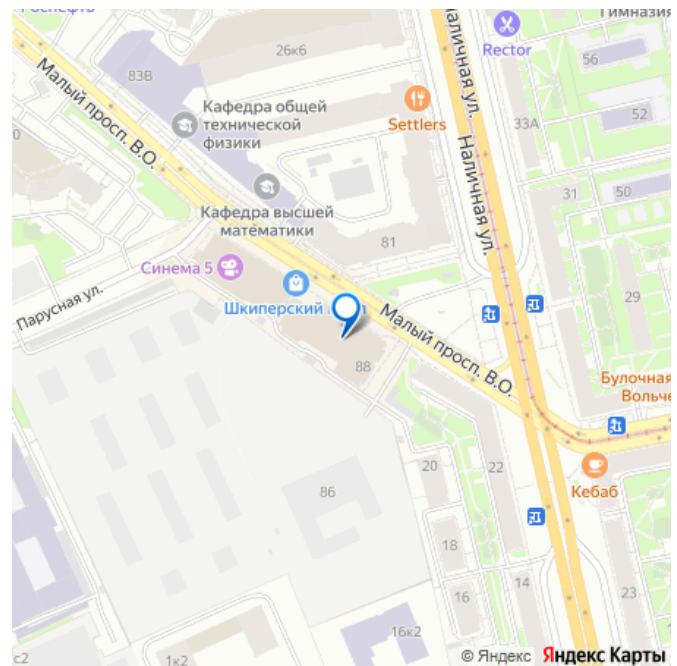 26к6
83В
Малый просп. В.О.
Кафедра общей
технической
физики
Settlers
Наличная ул.
Наличная ул.
Rector
Гимназия
56
52
33А
31
50
29
Кафедра высшей
математики
81
Синема 5
Парусная ул.
Шкиперский
Малый просп. В.О.
88
Булочная
Вольче
20
22
Кебаб
86
18
16
14
23
16к2
1к2
с2
© Яндекс Яндекс Карты